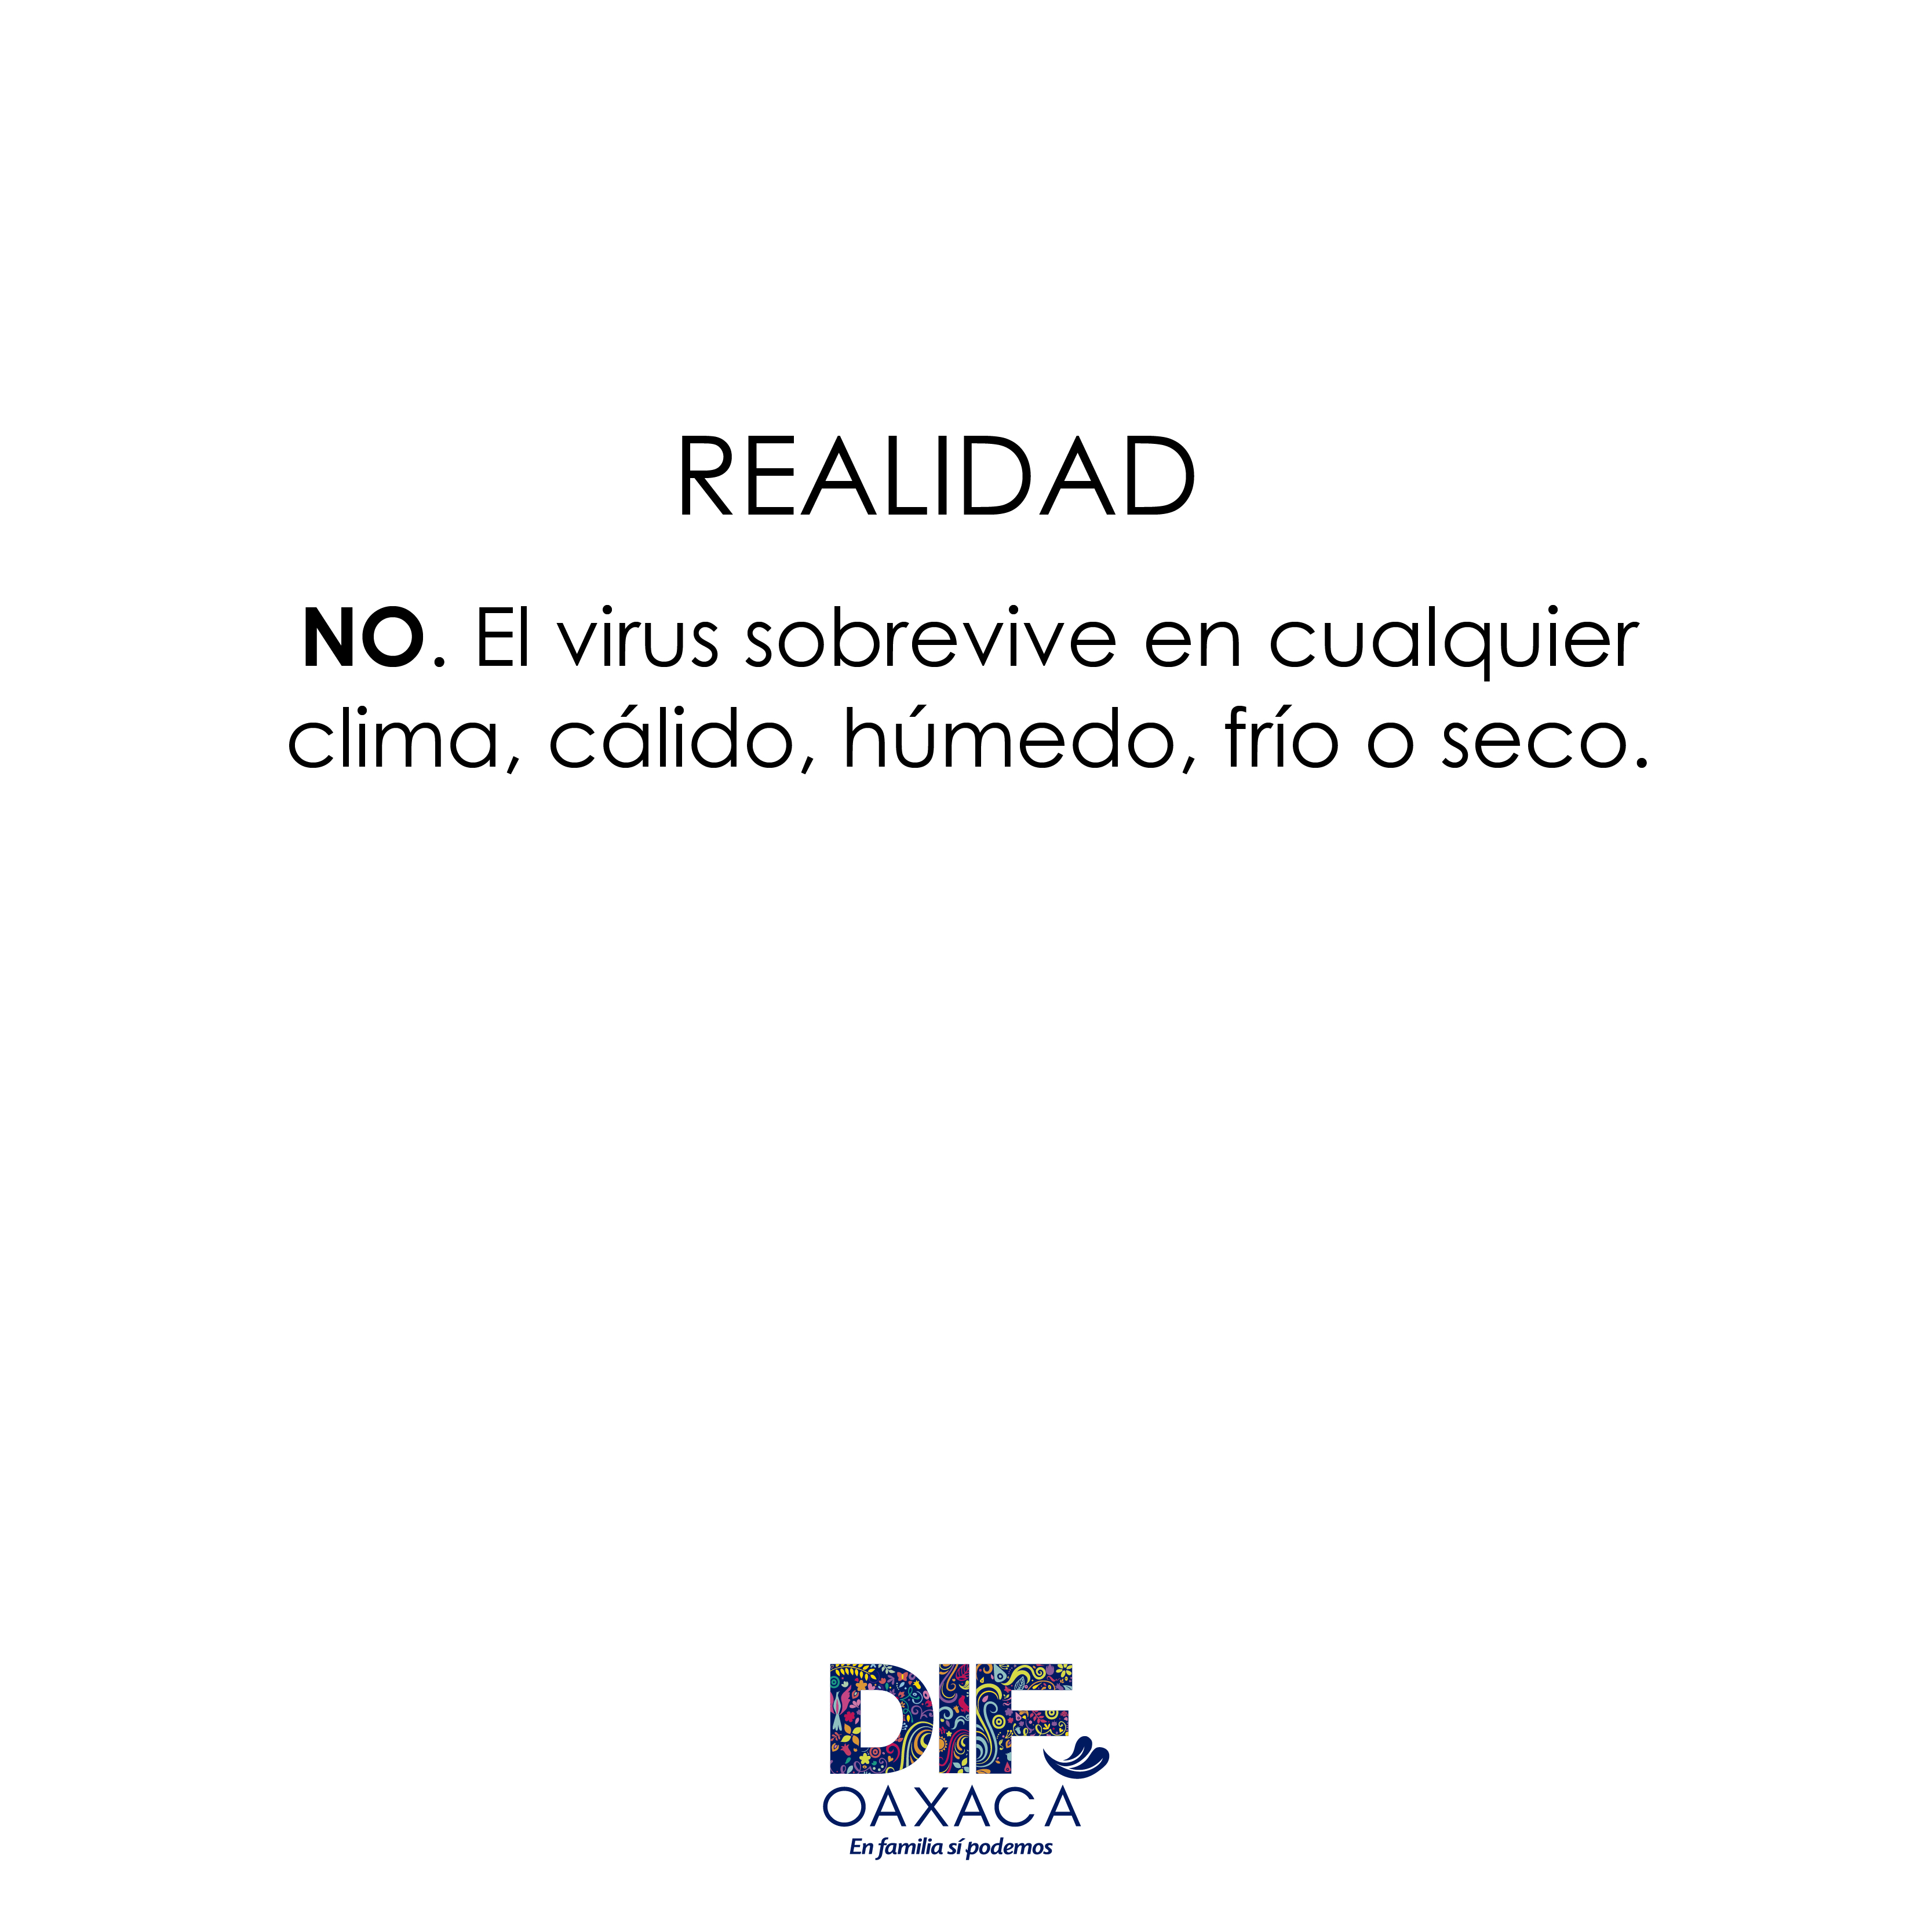 REALIDAD
NO. El virus sobrevive en cualquier
clima, cálido, húmedo, frío o seco.
DIF
OAXACA
En familia sí podemos